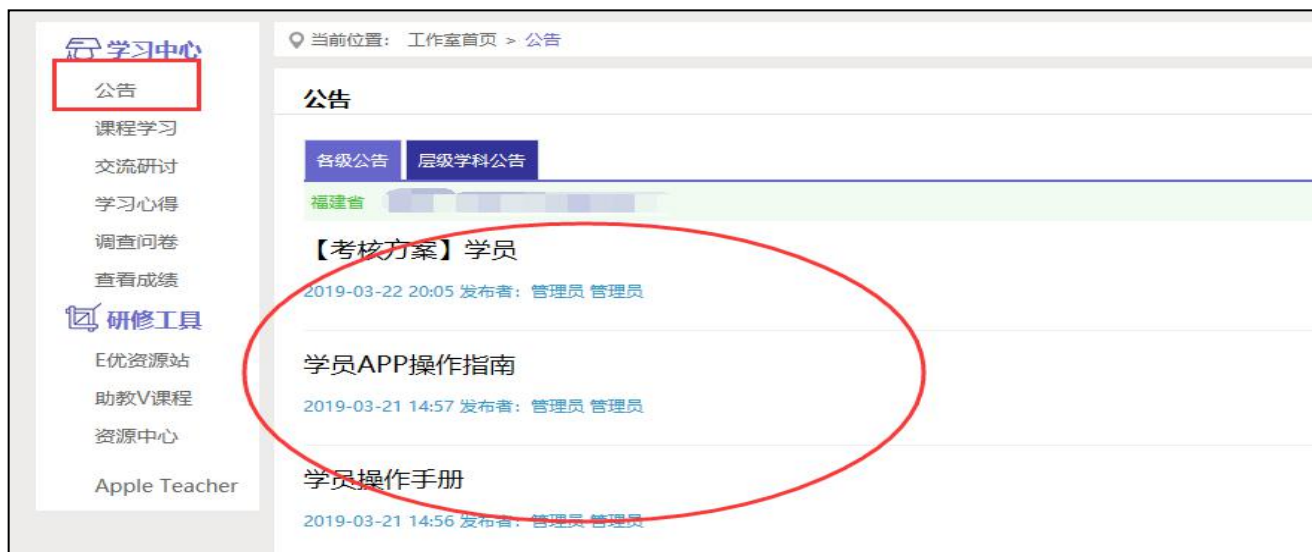 学习中心
公告
课程学习
交流研讨
学习心得
调查问卷
查看成绩
研修工具
E优资源站
助教V课程
资源中心
Apple Teacher
当前位置： 工作室首页 > 公告
公告
各级公告 层级学科公告
福建省
【考核方案】学员
2019-03-22 20:05 发布者：管理员 管理员
学员APP操作指南
2019-03-21 14:57 发布者：管理员 管理员
学员操作手册
2019-03-21 14:56 发布者：管理员 管理员